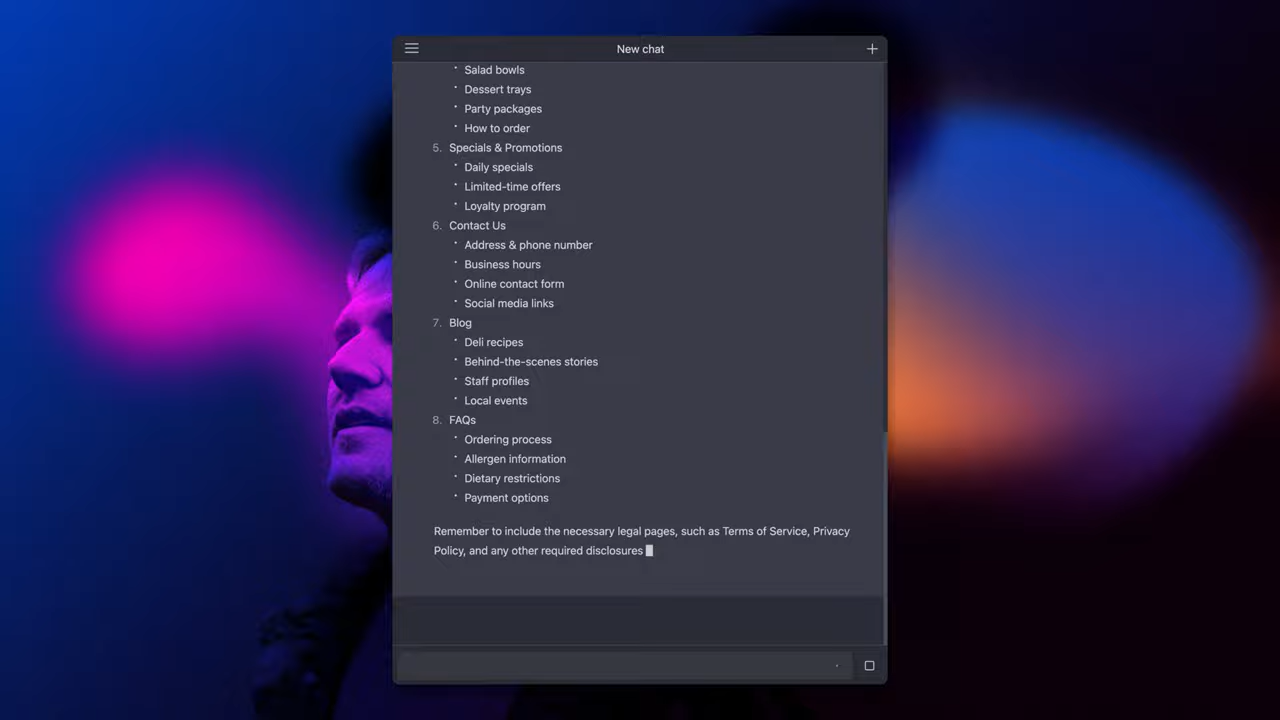 New chat
• Salad bowls
• Dessert trays
• Party packages
• How to order
5. Specials & Promotions
• Daily specials
• Limited-time offers
• Loyalty program
6. Contact Us
• Address & phone number
• Business hours
• Online contact form
• Social media links
7. Blog
• Deli recipes
• Behind-the-scenes stories
• Staff profiles
• Local events
8. FAQs
• Ordering process
• Allergen information
• Dietary restrictions
• Payment options
Remember to include the necessary legal pages, such as Terms of Service, Privacy
Policy, and any other required disclosures